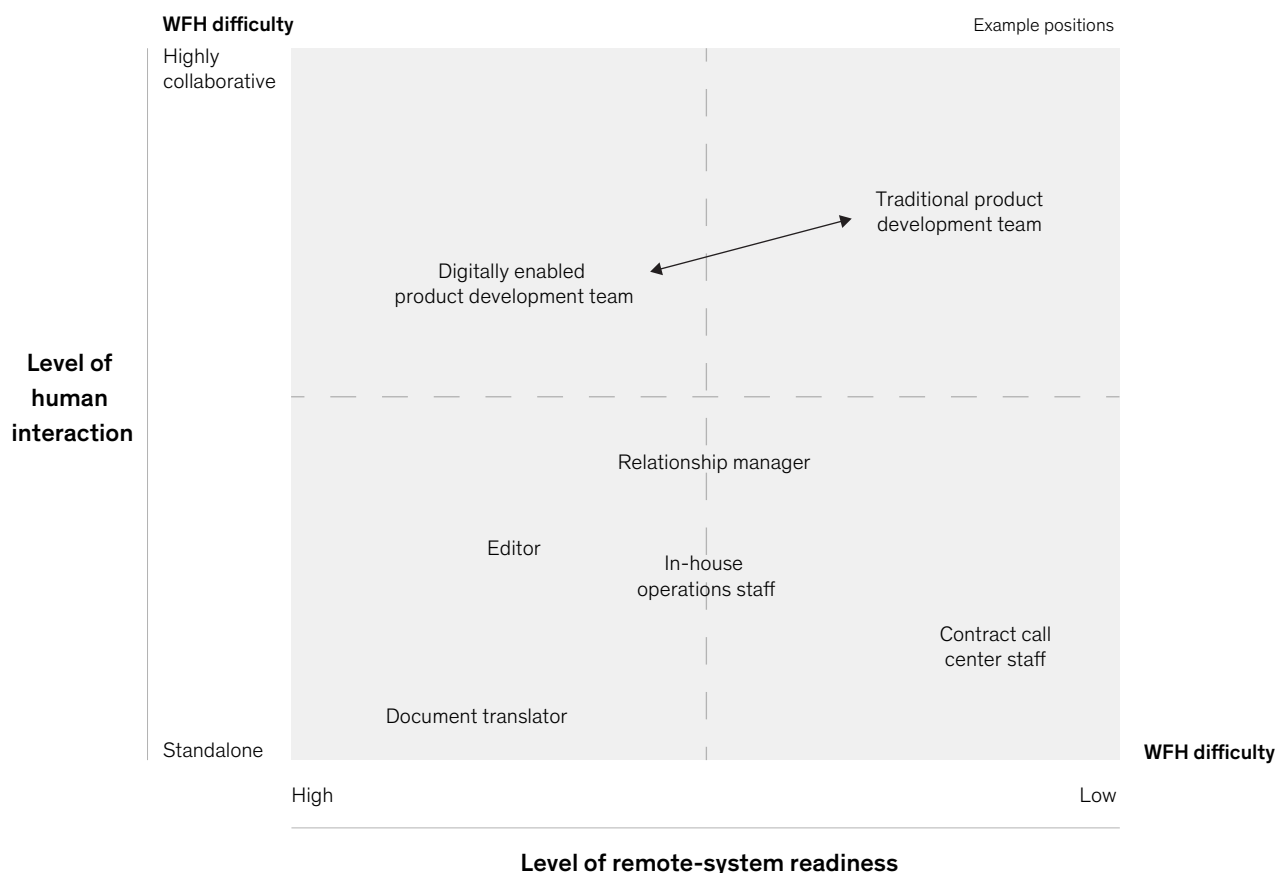 WFH difficulty
Example positions
Highly
collaborative
Traditional product
development team
Digitally enabled
product development team
Level of
human
interaction
Relationship manager
Editor
In-house
operations staff
Contract call
center staff
Document translator
Standalone
WFH difficulty
High
Low
Level of remote-system readiness